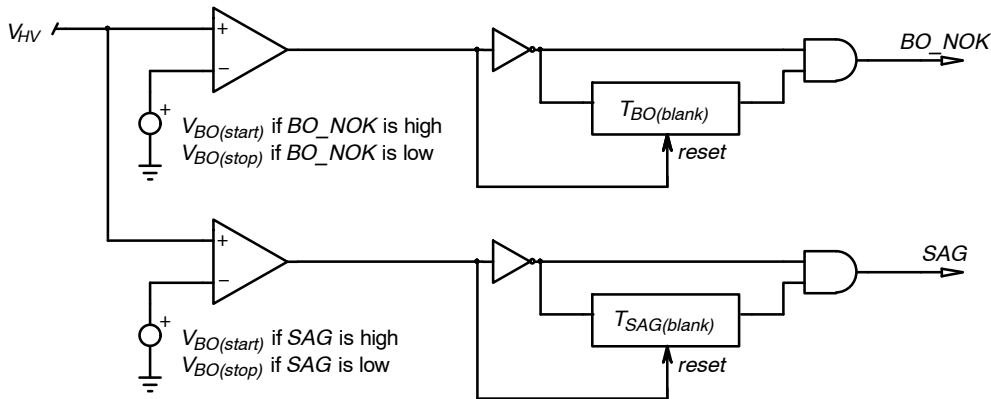 V_HV
+
−
+
V_BO(start) if BO_NOK is high
V_BO(stop) if BO_NOK is low
T_BO(blank)
reset
BO_NOK
+
−
+
V_BO(start) if SAG is high
V_BO(stop) if SAG is low
T_SAG(blank)
reset
SAG